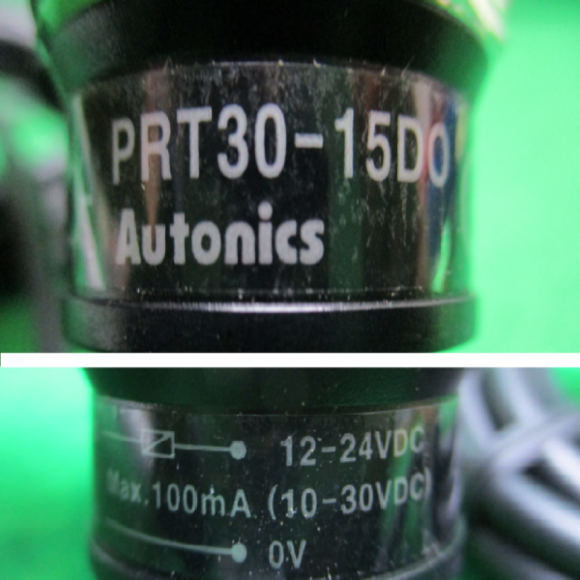 PRT30-15DO
Autonics
12-24VDC
Max.100mA (10-30VDC)
0V